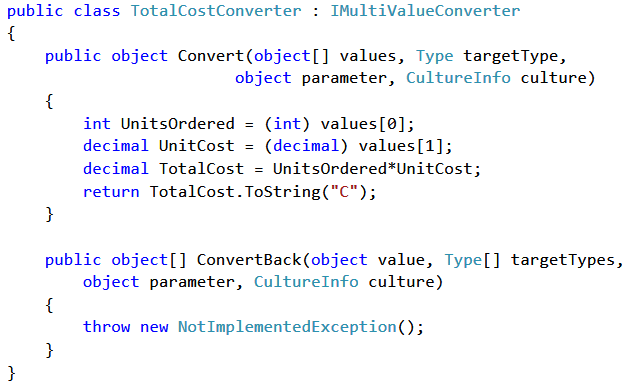 public class TotalCostConverter : IMultiValueConverter
{
    public object Convert(object[] values, Type targetType,
                        object parameter, CultureInfo culture)
    {
        int UnitsOrdered = (int) values[0];
        decimal UnitCost = (decimal) values[1];
        decimal TotalCost = UnitsOrdered*UnitCost;
        return TotalCost.ToString("C");
    }

    public object[] ConvertBack(object value, Type[] targetTypes,
        object parameter, CultureInfo culture)
    {
        throw new NotImplementedException();
    }
}